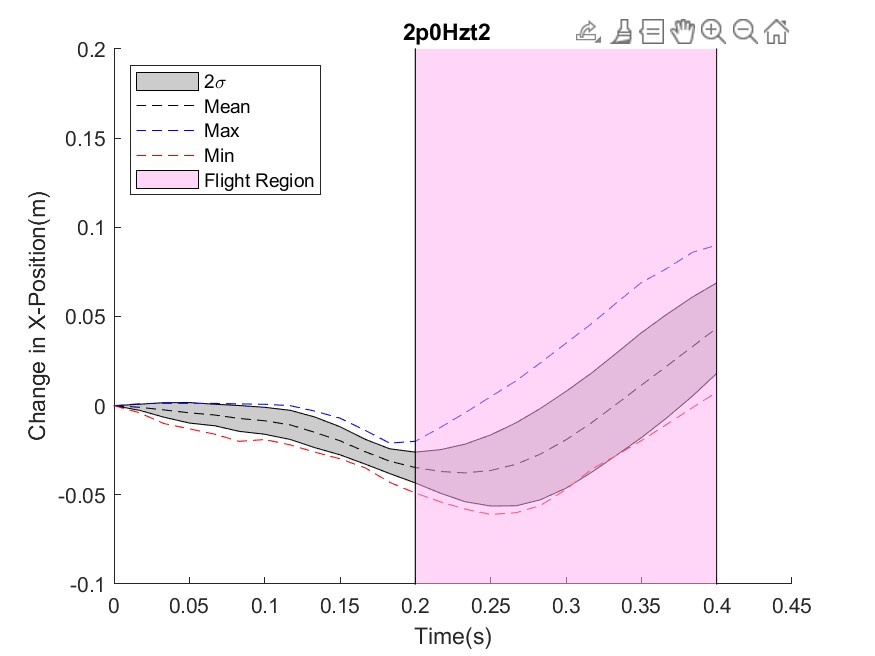 2p0Hzt2
0.2
0.15
0.1
0.05
0
-0.05
-0.1
Change in X-Position(m)
2σ
Mean
Max
Min
Flight Region
0 0.05 0.1 0.15 0.2 0.25 0.3 0.35 0.4 0.45
Time(s)